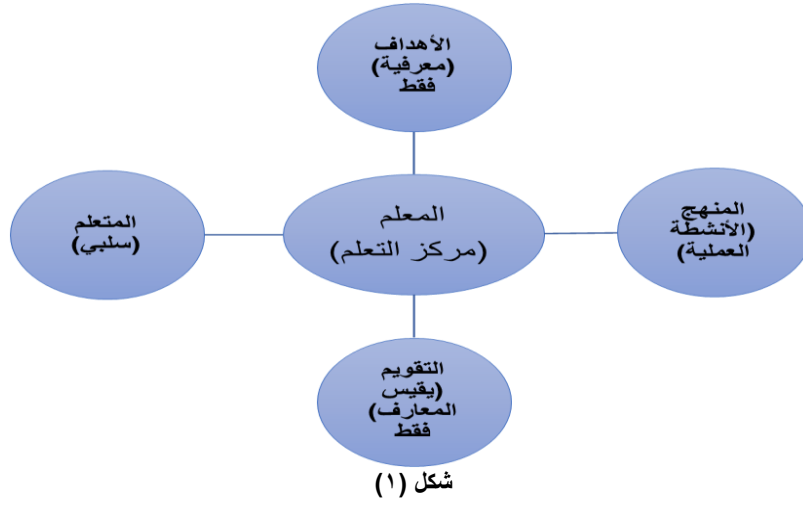 الأهداف
(معرفية)
فقط
المنهج
(الأنشطة
العملية)
المعلم
(مركز التعلم)
المتعلم
(سلبي)
التقويم
(يقيس
المعارف)
فقط
شكل (١)